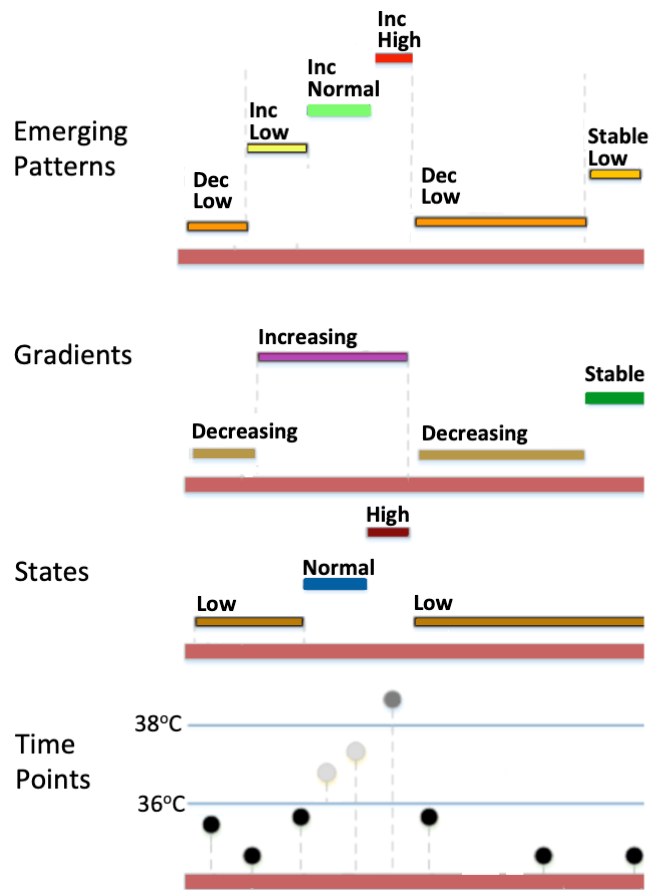 Inc
High
Inc
Normal
Inc
Low
Emerging
Patterns
Stable
Low
Dec
Low
Dec
Low
Increasing
Gradients
Stable
Decreasing
Decreasing
High
States
Normal
Low
Low
38°C
Time
Points
36°C